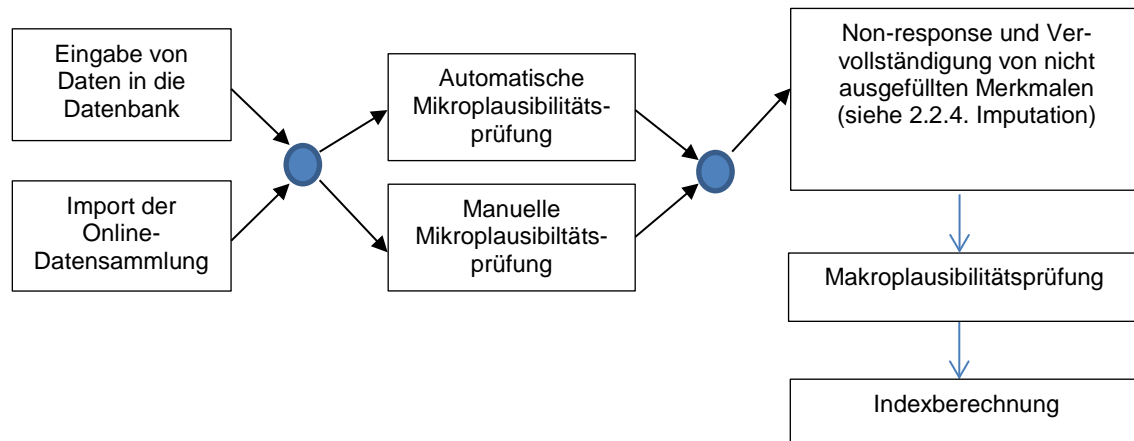 Eingabe von
Daten in die
Datenbank
Import der
Online-
Datensammlung
Automatische
Mikroplausibilitäts-
prüfung
Manuelle
Mikroplausibiltäts-
prüfung
Non-response und Ver-
vollständigung von nicht
ausgefüllten Merkmalen
(siehe 2.2.4. Imputation)
Makroplausibilitätsprüfung
Indexberechnung